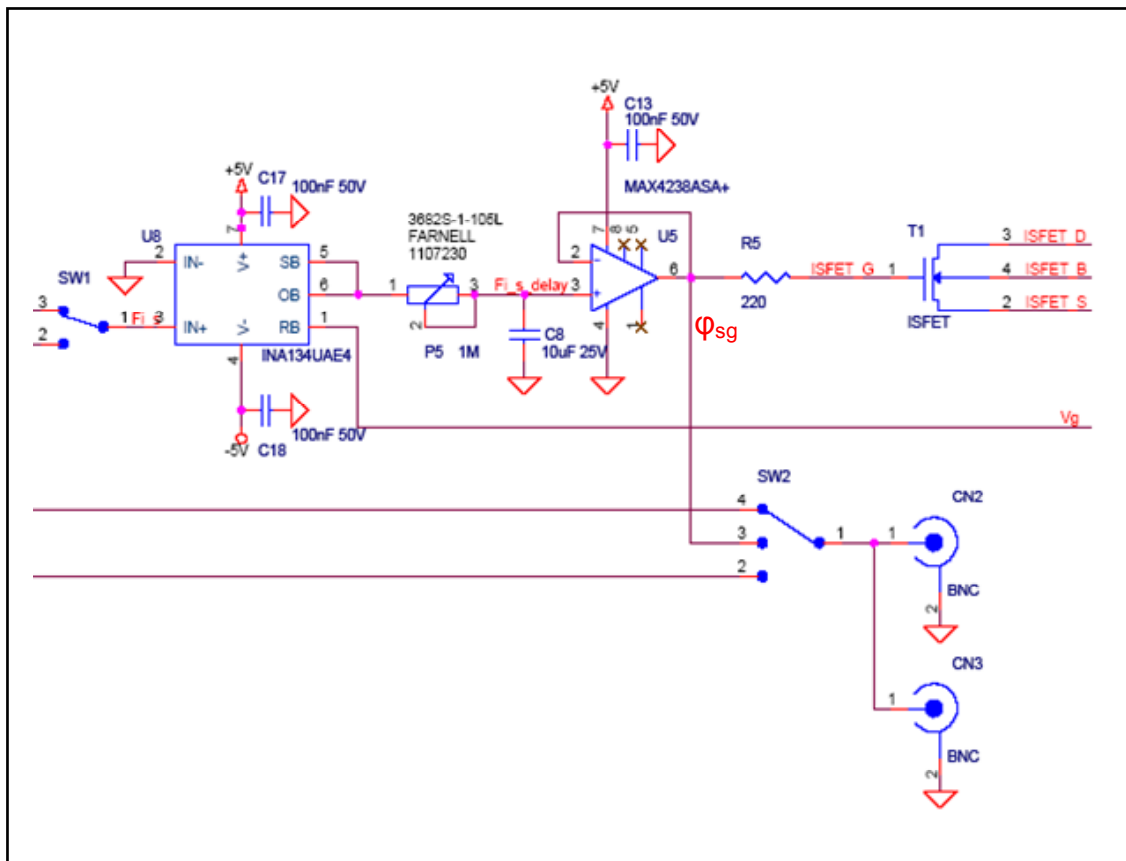 +5V
C13
100nF 50V
MAX4238ASA+
+5V
C17
100nF 50V
3682S-1-105L
FARNELL
1107230
U8
7
2 IN- V+ SB 5
OB 6
3 IN+ V- RB 1
4
INA134UAE4
SW1
3
2
1 Fi_s
1 3
2
P5 1M
Fi_s_delay
C8
10uF 25V
7 8 5
U5
2 -
3 +
6
4 1
R5
220
ISFET_G
T1
1
3 ISFET_D
4 ISFET_B
2 ISFET_S
ISFET
φsg
-5V C18
100nF 50V
Vg
SW2
4
3
2
1
CN2
1
BNC
2
CN3
1
BNC
2